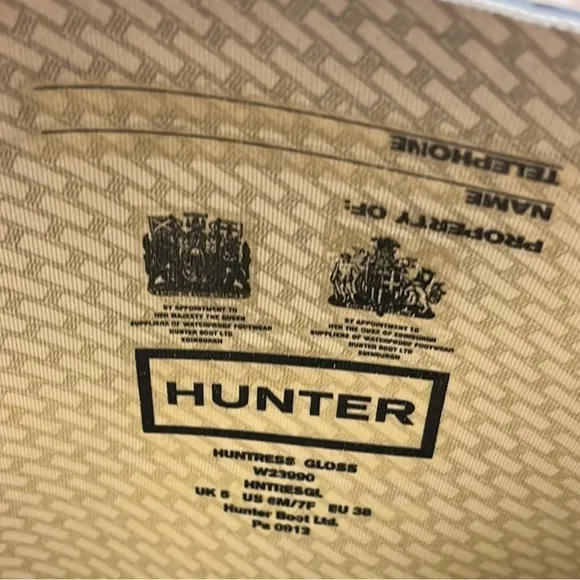 TELEPHONE
NAME
PROPERTY OF:
BY APPOINTMENT TO
HER MAJESTY THE QUEEN
SUPPLIERS OF WATERPROOF FOOTWEAR
HUNTER BOOT LTD
EDINBURGH
BY APPOINTMENT TO
HRH THE DUKE OF EDINBURGH
SUPPLIERS OF WATERPROOF FOOTWEAR
HUNTER BOOT LTD
EDINBURGH
HUNTER
HUNTRESS GLOSS
W23990
HNTRESGL
UK 5 US 6M/7F EU 38
Hunter Boot Ltd.
Pe 0913